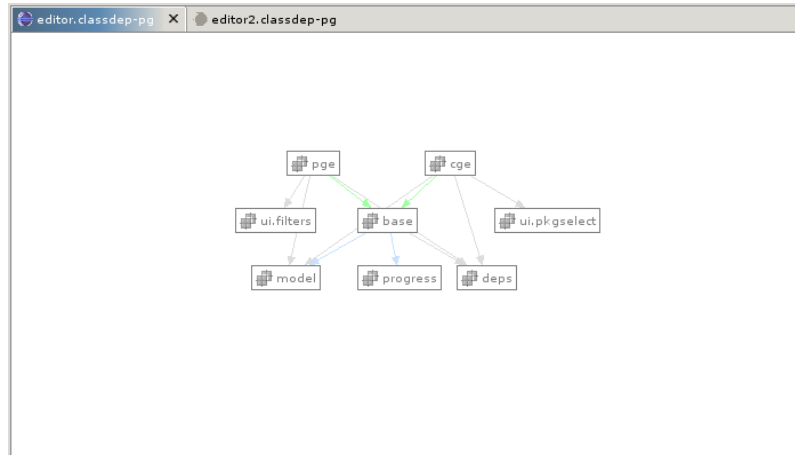 editor.classdep-pg
editor2.classdep-pg
pge
cge
ui.filters
base
ui.pkgselect
model
progress
deps